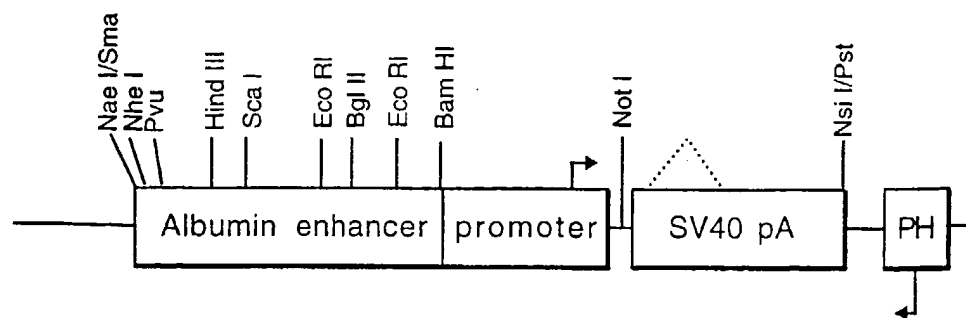 Nae I/Sma
Nhe I
Pvu
Hind III
Sca I
Eco RI
Bgl II
Eco RI
Bam HI
Not I
Nsi I/Pst
Albumin enhancer
promoter
SV40 pA
PH